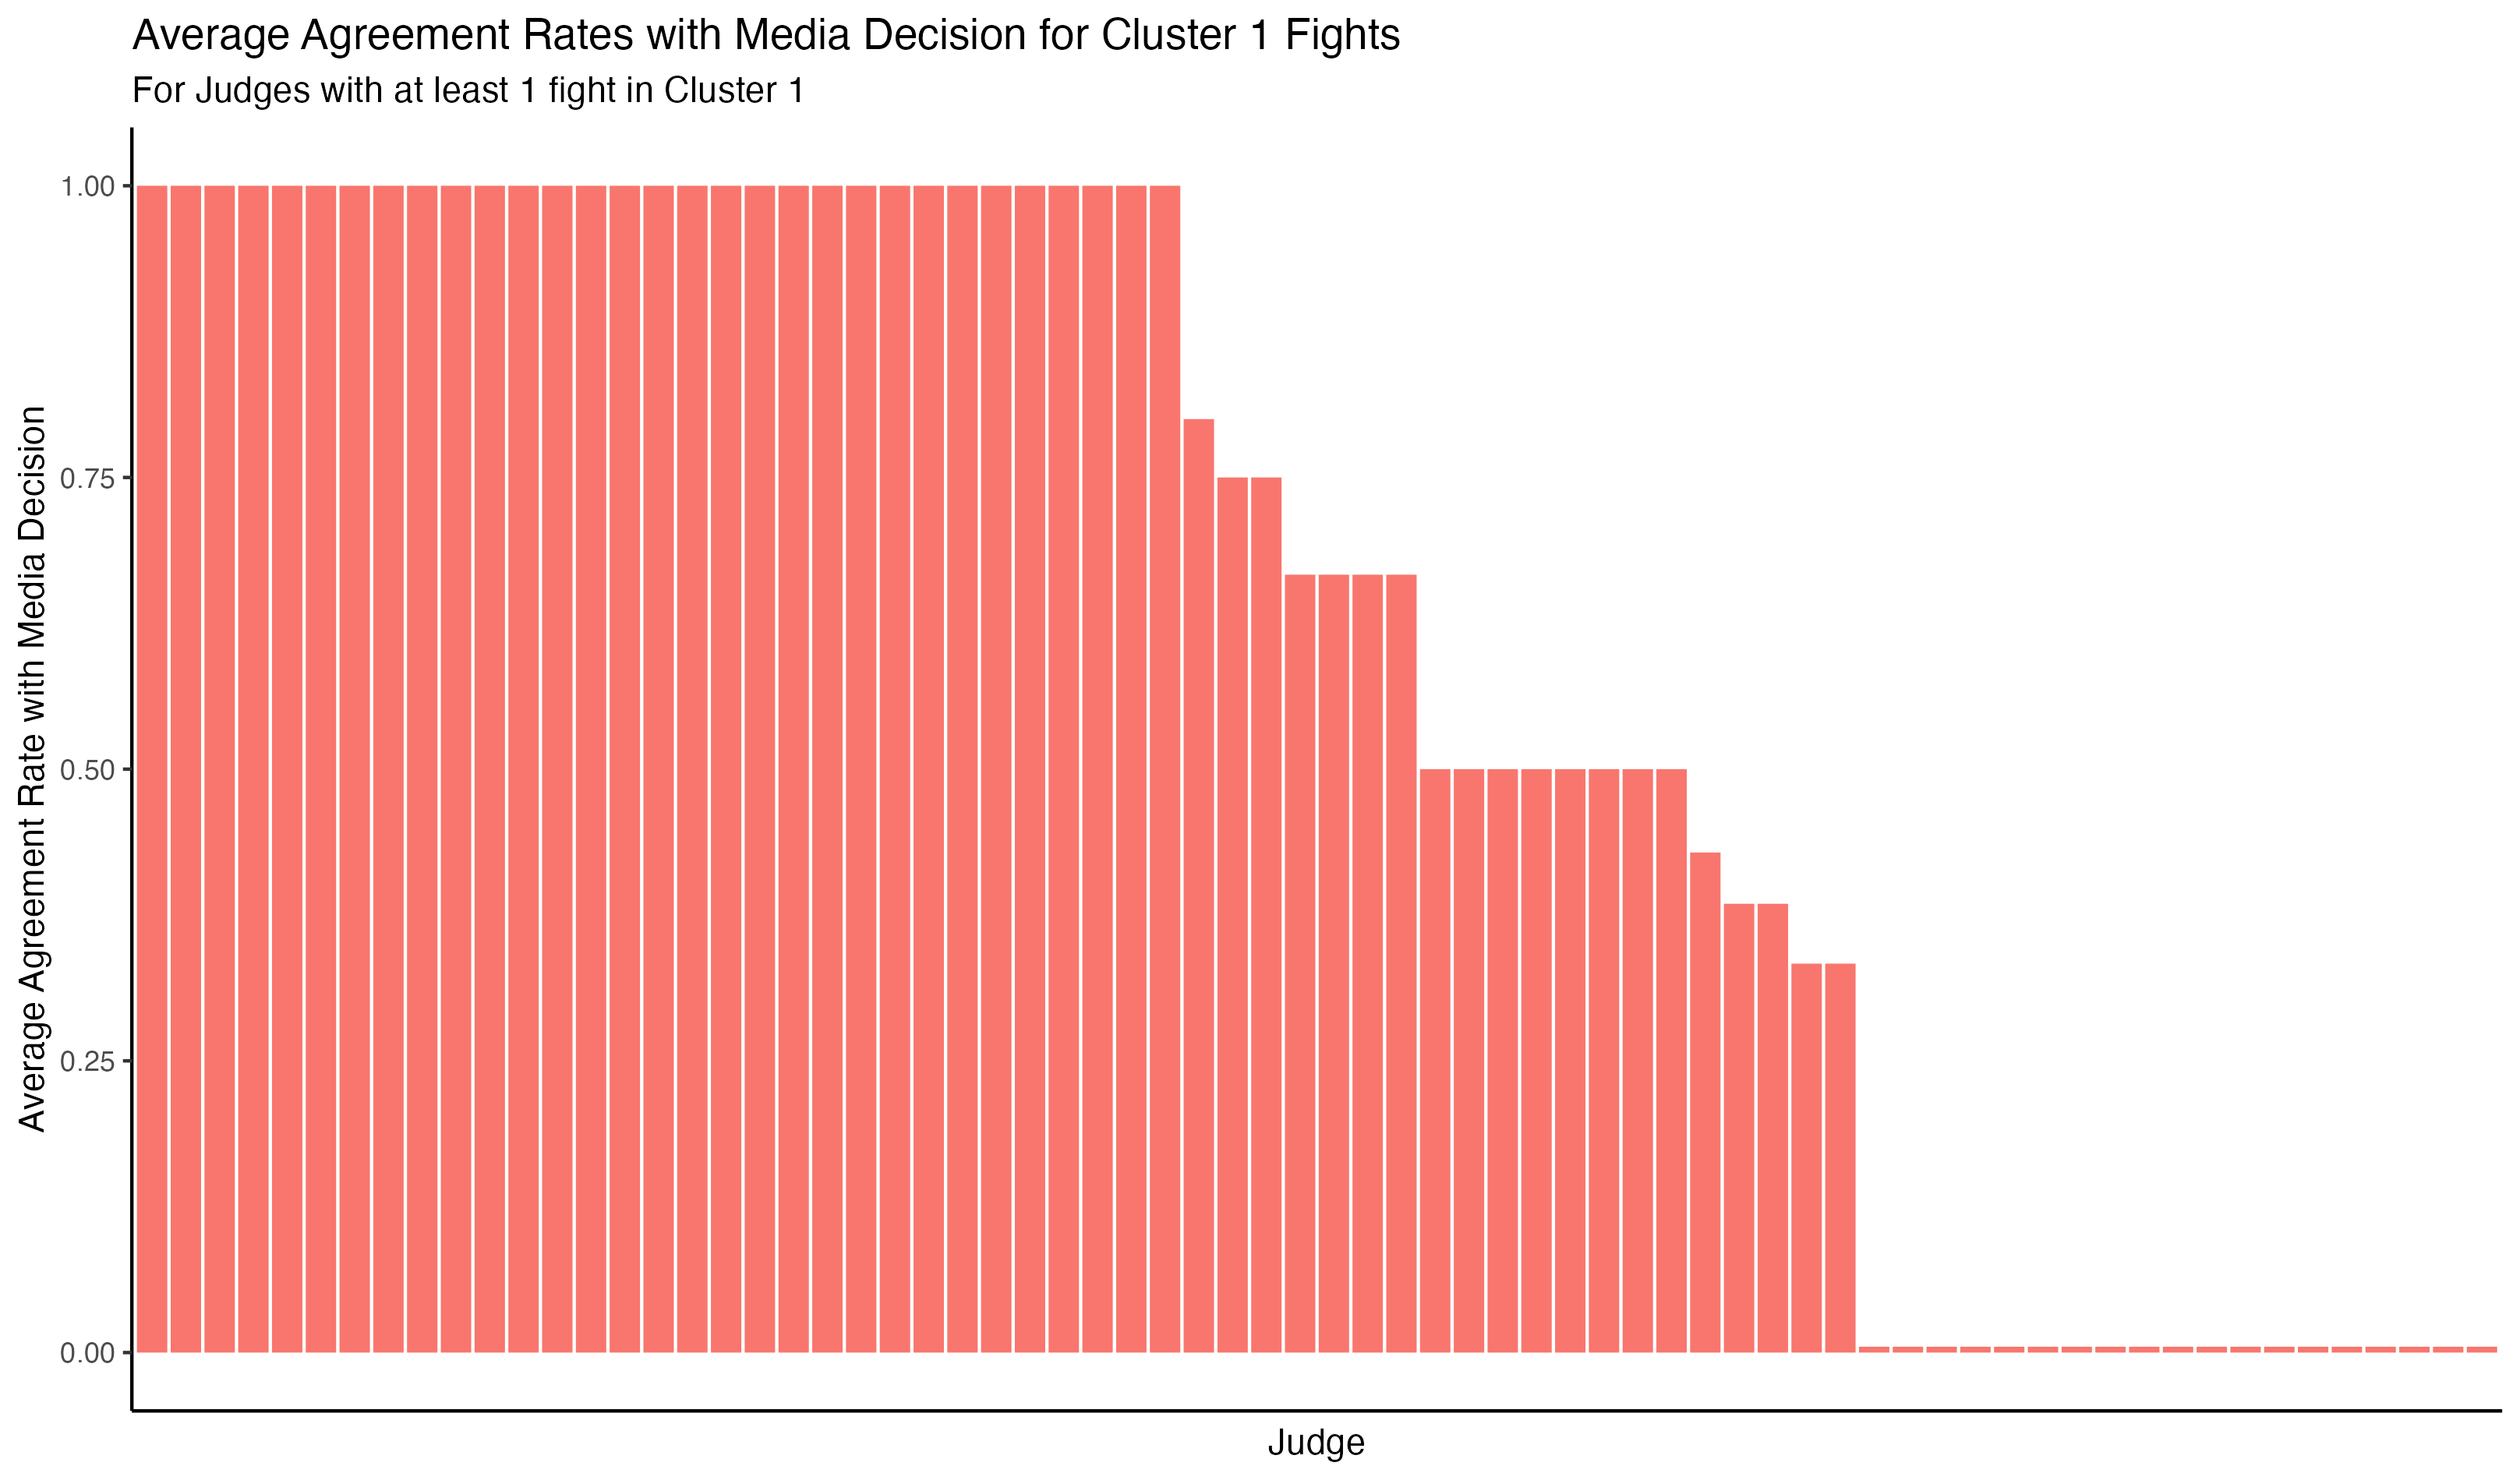 Average Agreement Rates with Media Decision for Cluster 1 Fights
For Judges with at least 1 fight in Cluster 1
Average Agreement Rate with Media Decision
1.00
0.75
0.50
0.25
0.00
Judge